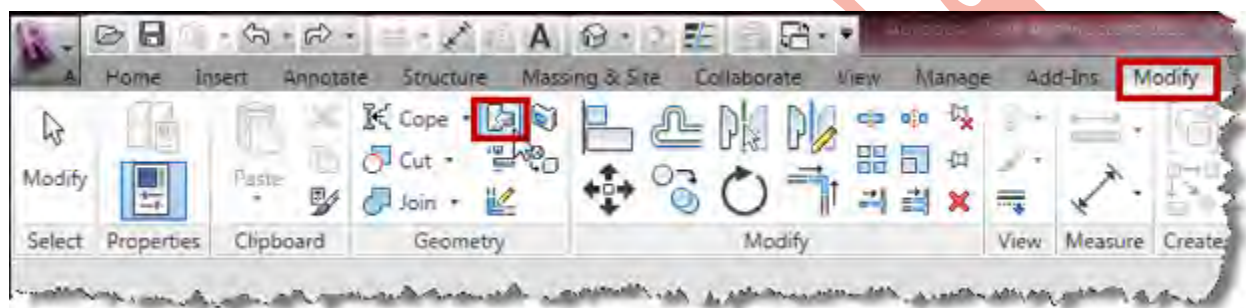 A
Home Insert Annotate Structure Massing & Site Collaborate View Manage Add-Ins Modify
Cope
Modify Paste Cut
Join
Select Properties Clipboard Geometry Modify View Measure Create